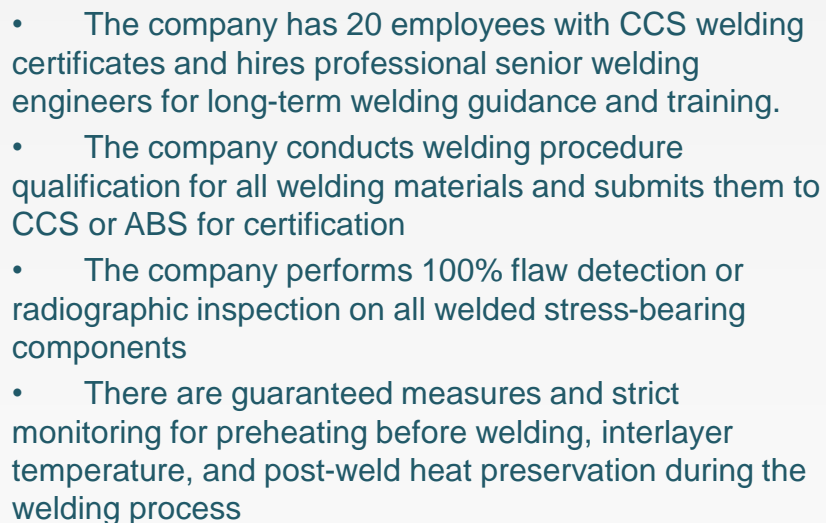 • The company has 20 employees with CCS welding
certificates and hires professional senior welding
engineers for long-term welding guidance and training.
• The company conducts welding procedure
qualification for all welding materials and submits them to
CCS or ABS for certification
• The company performs 100% flaw detection or
radiographic inspection on all welded stress-bearing
components
• There are guaranteed measures and strict
monitoring for preheating before welding, interlayer
temperature, and post-weld heat preservation during the
welding process